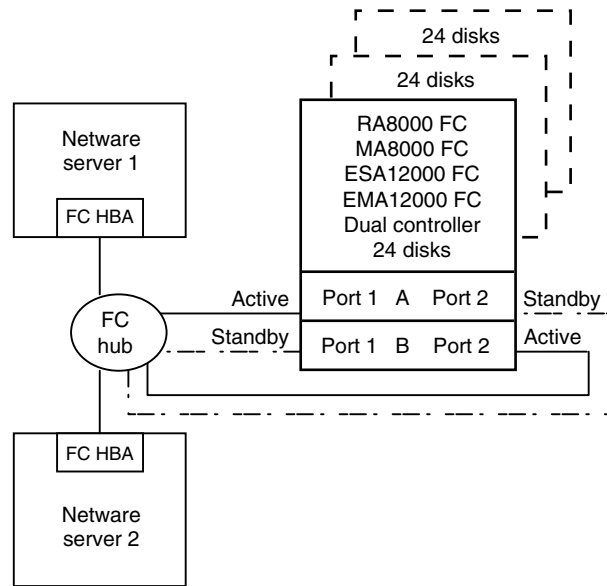 24 disks
24 disks
Netware
server 1
FC HBA
RA8000 FC
MA8000 FC
ESA12000 FC
EMA12000 FC
Dual controller
24 disks
FC
hub
Active
Port 1 A Port 2
Standby
Standby
Port 1 B Port 2
Active
FC HBA
Netware
server 2